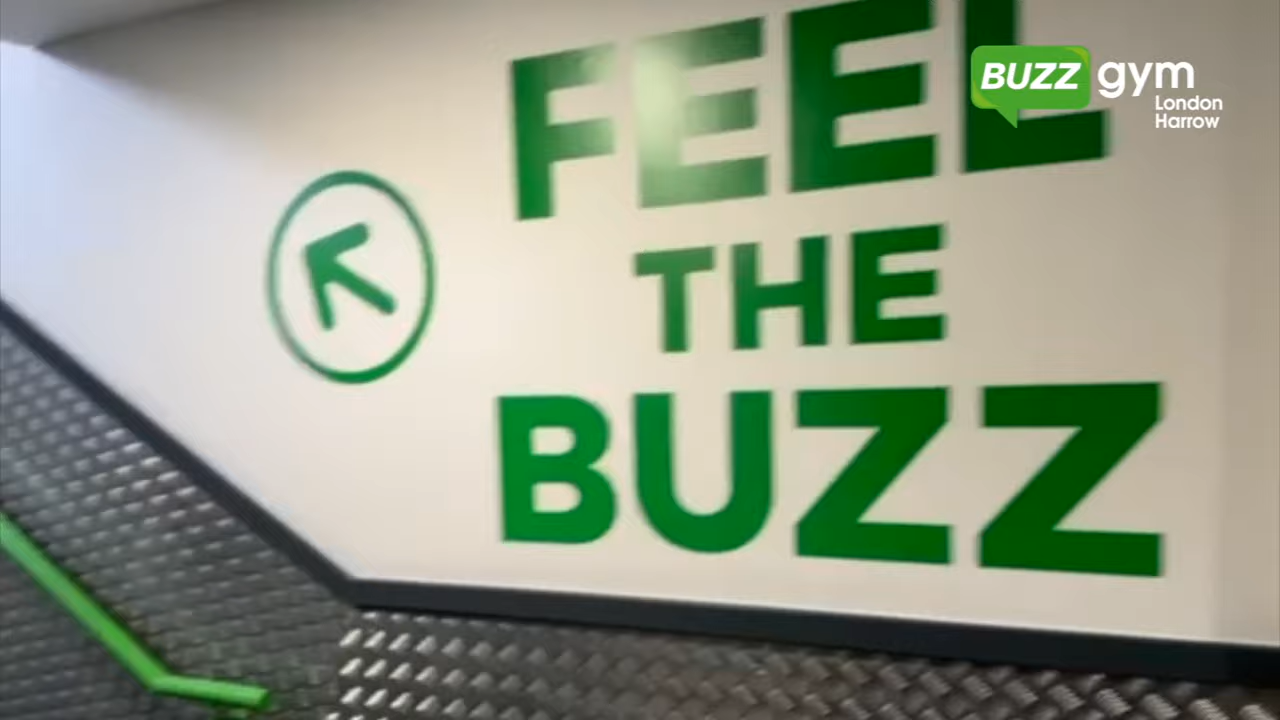 FEEL
THE
BUZZ
BUZZ gym
London
Harrow